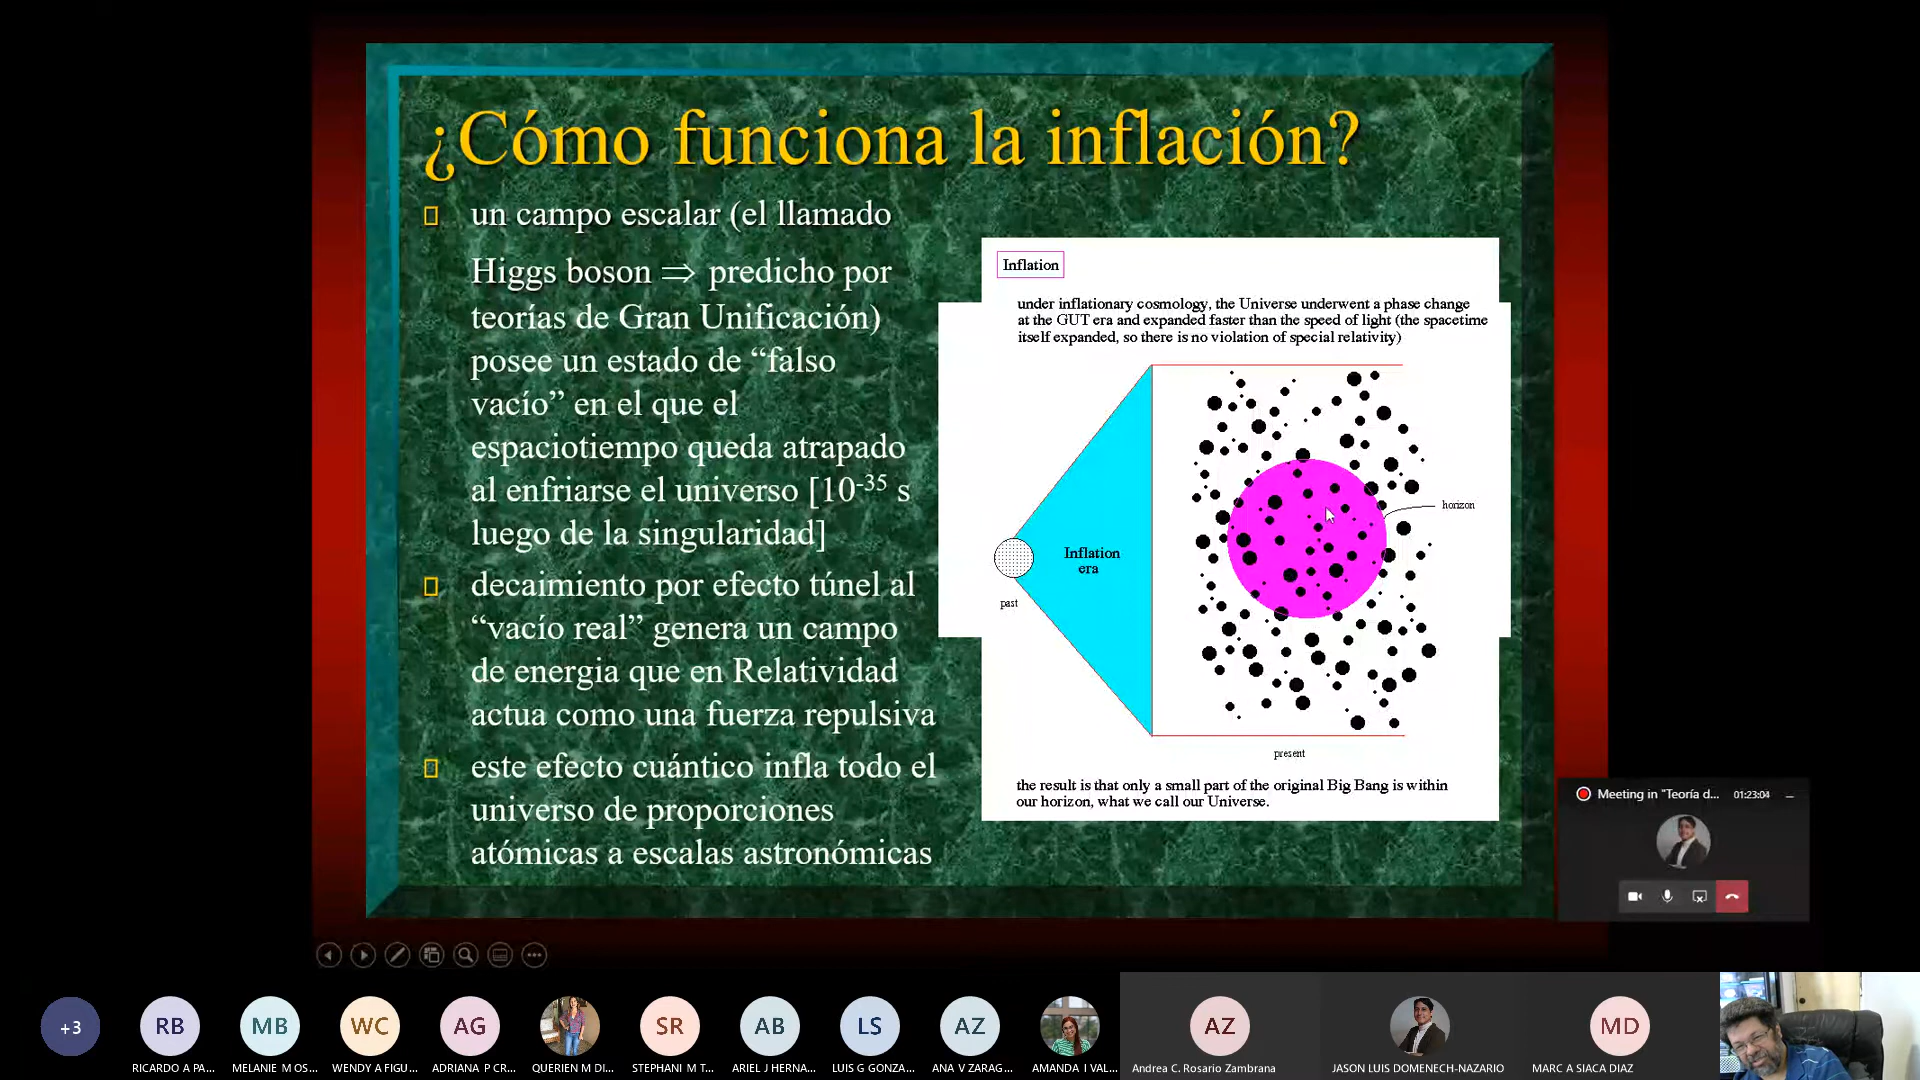 ¿Cómo funciona la inflación?
un campo escalar (el llamado
Higgs boson ⇒ predicho por
teorías de Gran Unificación)
posee un estado de “falso
vacío” en el que el
espaciotiempo queda atrapado
al enfriarse el universo [10⁻³⁵ s
luego de la singularidad]
decaimiento por efecto túnel al
“vacío real” genera un campo
de energia que en Relatividad
actua como una fuerza repulsiva
este efecto cuántico infla todo el
universo de proporciones
atómicas a escalas astronómicas
Inflation
under inflationary cosmology, the Universe underwent a phase change
at the GUT era and expanded faster than the speed of light (the spacetime
itself expanded, so there is no violation of special relativity)
horizon
Inflation
era
past
present
the result is that only a small part of the original Big Bang is within
our horizon, what we call our Universe.
Meeting in "Teoría d... 01:23:04
+3
RB
MB
WC
AG
SR
AB
LS
AZ
AZ
MD
RICARDO A PA...
MELANIE M OS...
WENDY A FIGU...
ADRIANA P CR...
QUERIEN M DI...
STEPHANI M T...
ARIEL J HERNA...
LUIS G GONZA...
ANA V ZARAG...
AMANDA I VAL...
Andrea C. Rosario Zambrana
JASON LUIS DOMENECH-NAZARIO
MARC A SIACA DIAZ